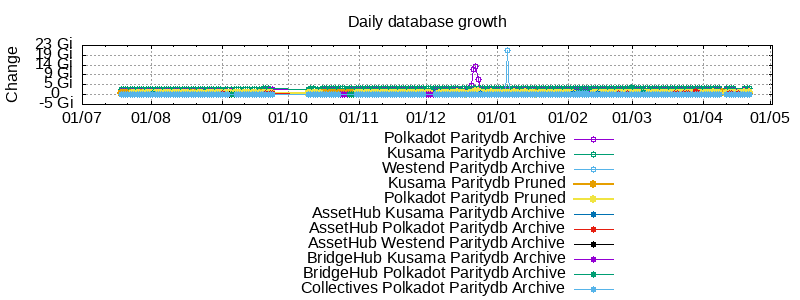 Daily database growth
Change
23 Gi
19 Gi
14 Gi
9 Gi
5 Gi
0
-5 Gi
01/07 01/08 01/09 01/10 01/11 01/12 01/01 01/02 01/03 01/04 01/05
Polkadot Paritydb Archive
Kusama Paritydb Archive
Westend Paritydb Archive
Kusama Paritydb Pruned
Polkadot Paritydb Pruned
AssetHub Kusama Paritydb Archive
AssetHub Polkadot Paritydb Archive
AssetHub Westend Paritydb Archive
BridgeHub Kusama Paritydb Archive
BridgeHub Polkadot Paritydb Archive
Collectives Polkadot Paritydb Archive